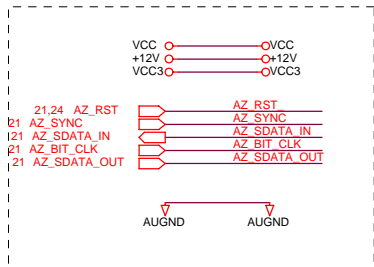 VCC VCC
+12V +12V
VCC3 VCC3
21,24 AZ_RST AZ_RST_
21 AZ_SYNC AZ_SYNC
21 AZ_SDATA_IN AZ_SDATA_IN
21 AZ_BIT_CLK AZ_BIT_CLK
21 AZ_SDATA_OUT AZ_SDATA_OUT
AUGND AUGND